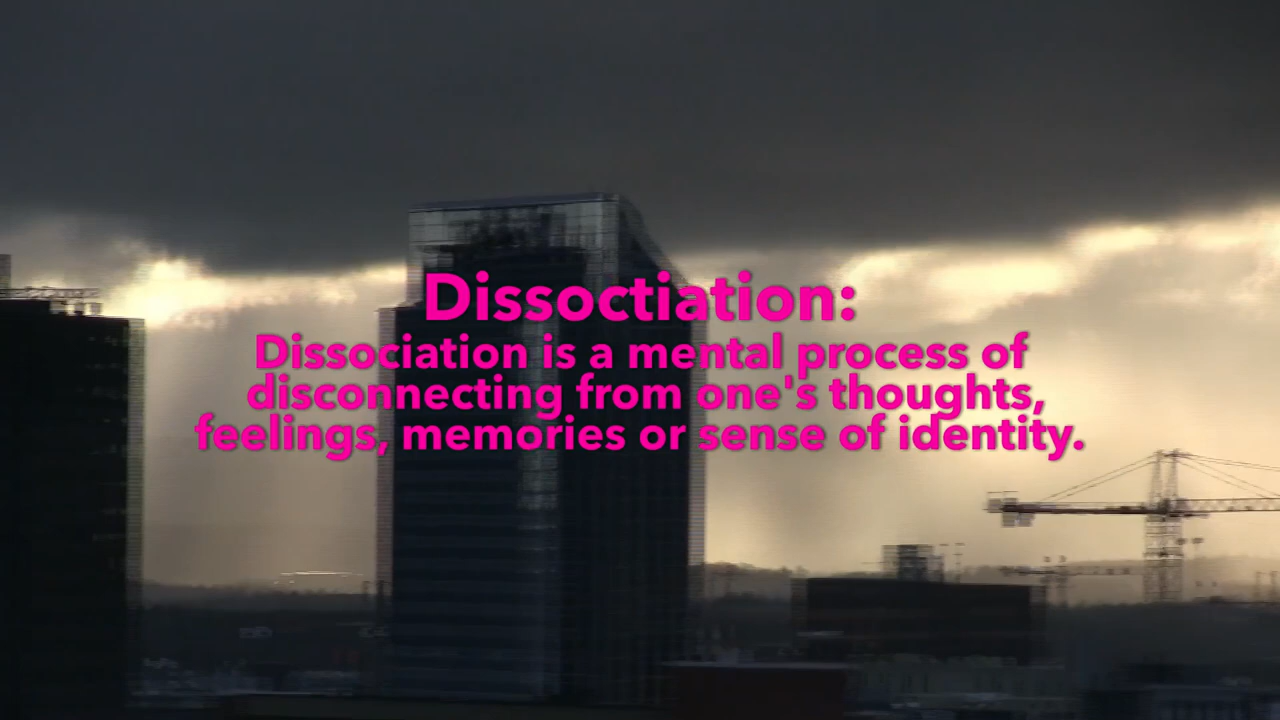 Dissoctiation:
Dissociation is a mental process of
disconnecting from one's thoughts,
feelings, memories or sense of identity.